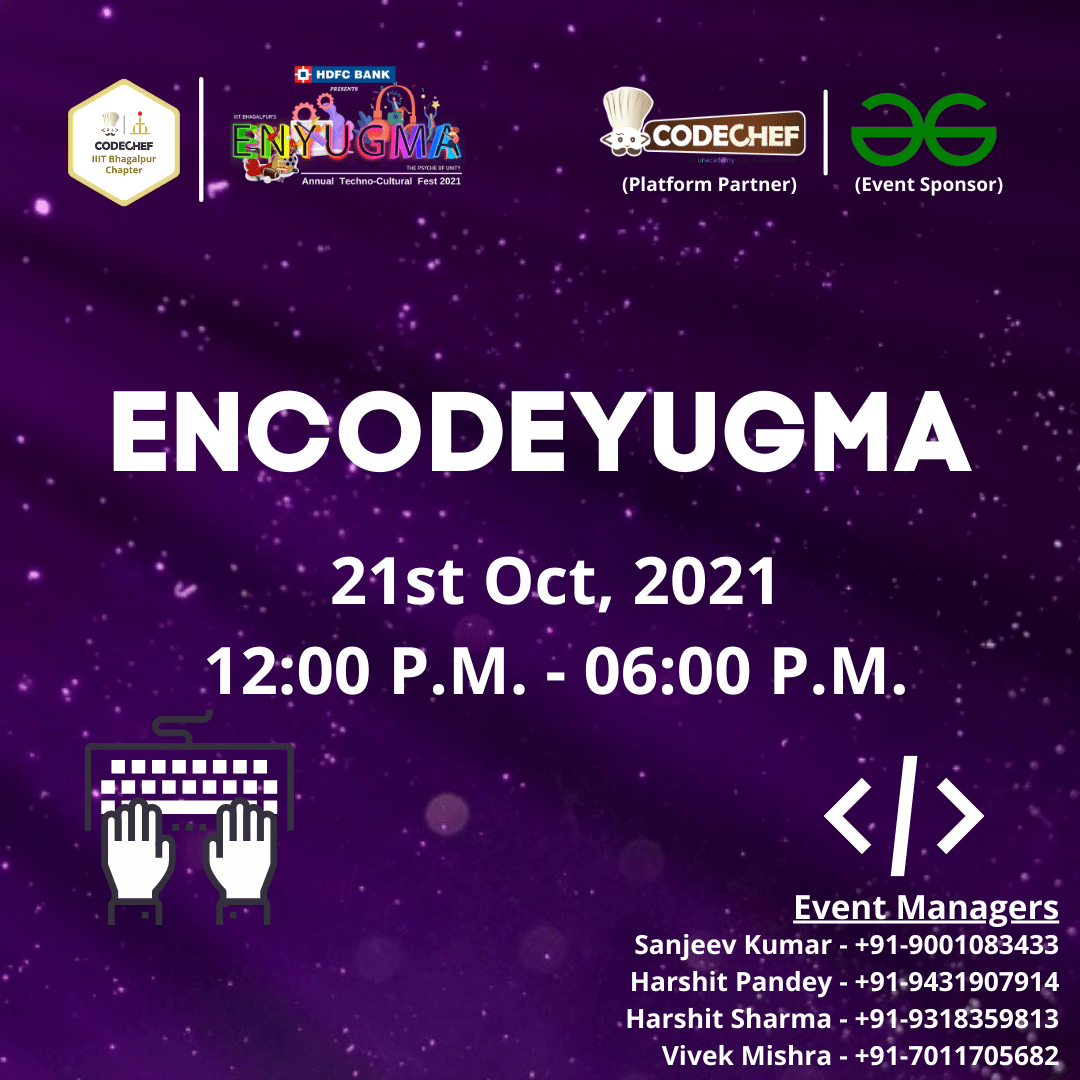 CODECHEF
IIIT Bhagalpur
Chapter
HDFC BANK
PRESENTS
IIIT BHAGALPUR'S
ENYUGMA
THE PSYCHE OF UNITY
Annual Techno-Cultural Fest 2021
CODECHEF
unacademy
(Platform Partner)
(Event Sponsor)
ENCODEYUGMA
21st Oct, 2021
12:00 P.M. - 06:00 P.M.
</>
Event Managers
Sanjeev Kumar - +91-9001083433
Harshit Pandey - +91-9431907914
Harshit Sharma - +91-9318359813
Vivek Mishra - +91-7011705682